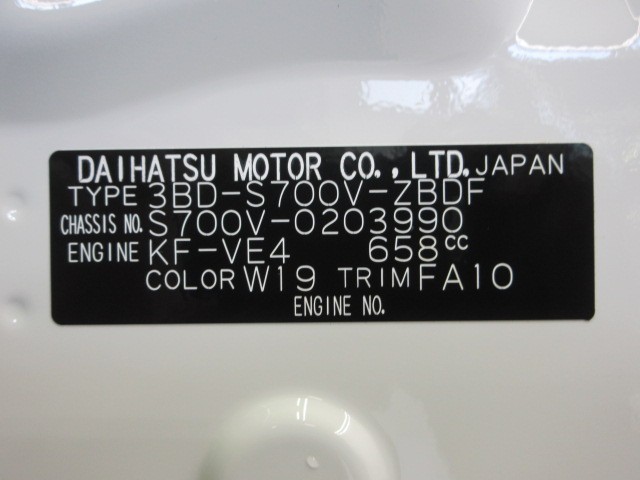 DAIHATSU MOTOR CO.,LTD. JAPAN
TYPE 3BD-S700V-ZBDF
CHASSIS NO. S700V-0203990
ENGINE KF-VE4 658cc
COLOR W19 TRIM FA10
ENGINE NO.